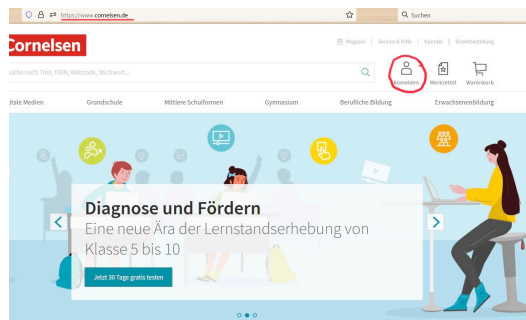 https://www.cornelsen.de
Suchen
Cornelsen
Magazin | Service & Hilfe | Kontakt | Direktbestellung
Suche nach Titel, ISBN, Webcode, Stichwort...
Anmelden
Merkzettel
Warenkorb
itale Medien
Grundschule
Mittlere Schulformen
Gymnasium
Berufliche Bildung
Erwachsenenbildung
Diagnose und Fördern
Eine neue Ära der Lernstandserhebung von
Klasse 5 bis 10
Jetzt 30 Tage gratis testen